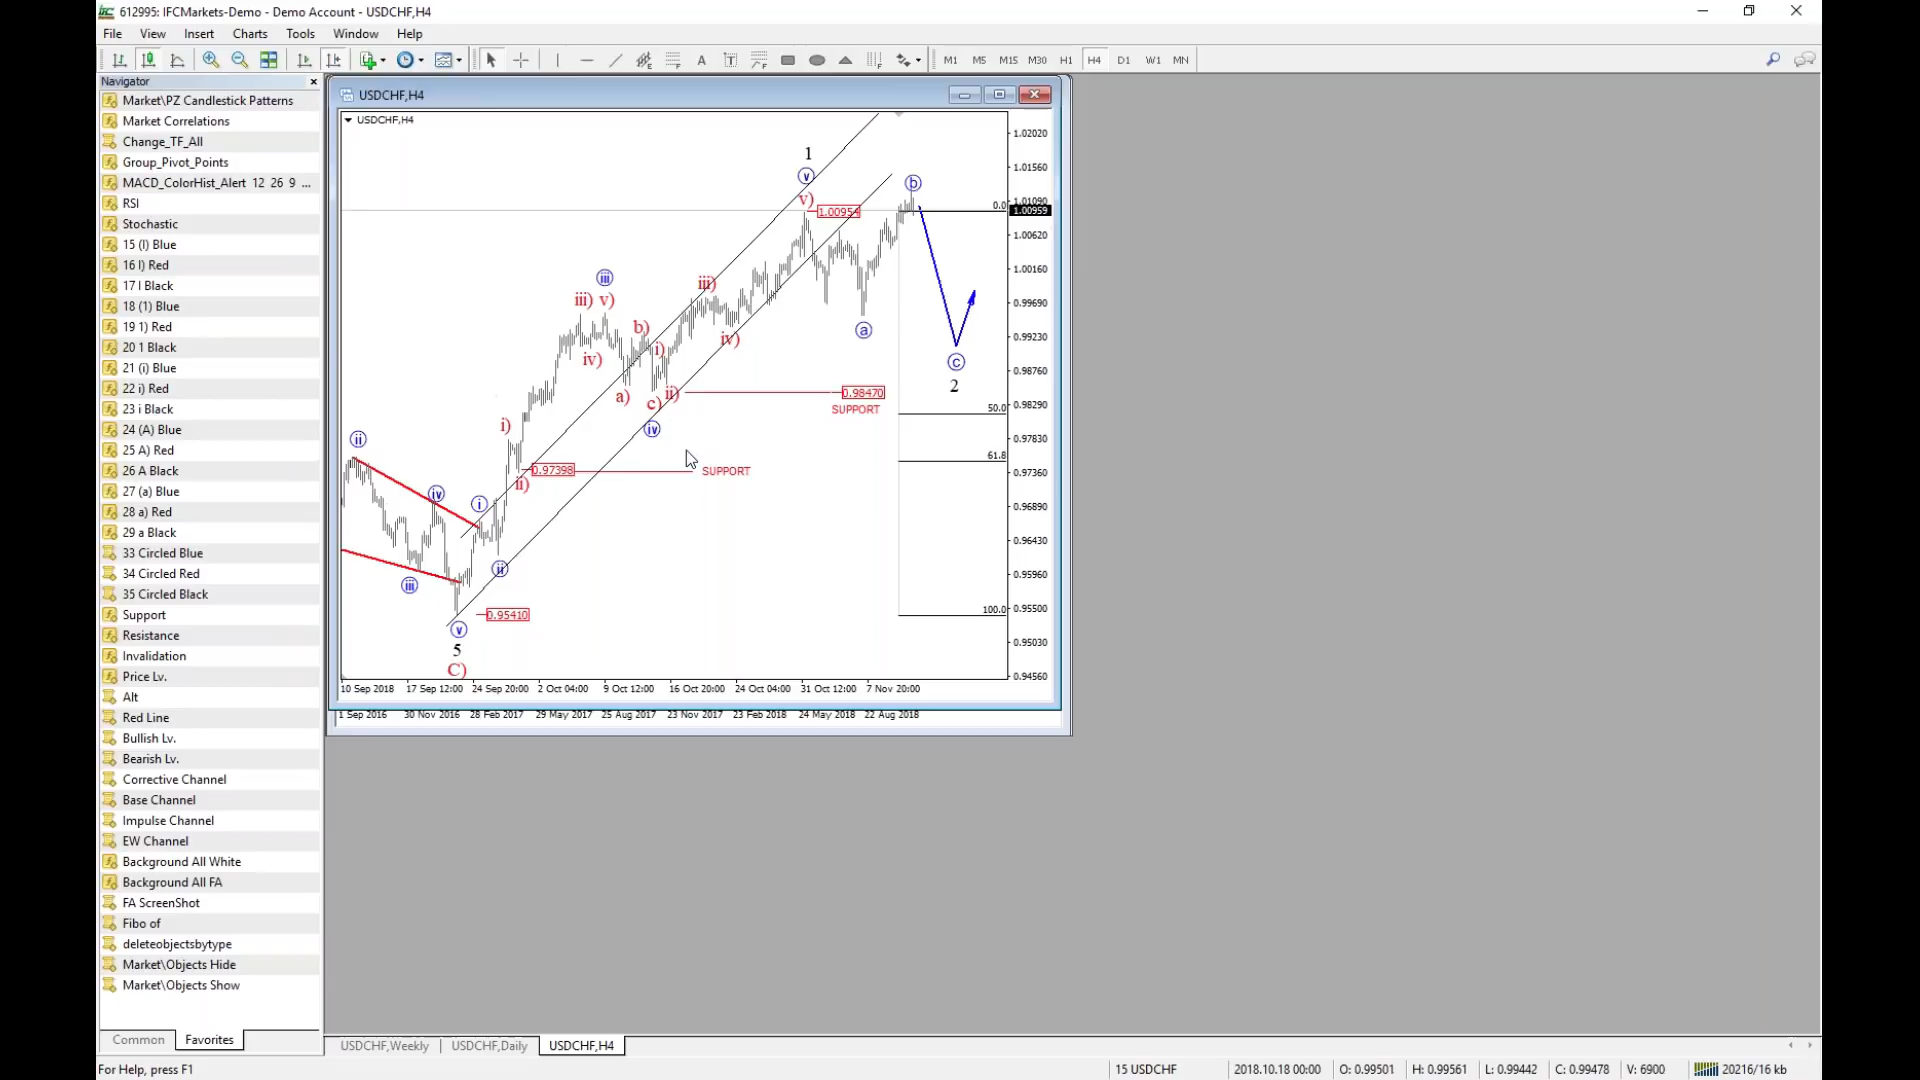 612995: IFCMarkets-Demo - Demo Account - USDCHF,H4
File View Insert Charts Tools Window Help
A T M1 M5 M15 M30 H1 H4 D1 W1 MN
Navigator
Market\PZ Candlestick Patterns
Market Correlations
Change_TF_All
Group_Pivot_Points
MACD_ColorHist_Alert 12 26 9 ...
RSI
Stochastic
15 (I) Blue
16 I) Red
17 I Black
18 (1) Blue
19 1) Red
20 1 Black
21 (i) Blue
22 i) Red
23 i Black
24 (A) Blue
25 A) Red
26 A Black
27 (a) Blue
28 a) Red
29 a Black
33 Circled Blue
34 Circled Red
35 Circled Black
Support
Resistance
Invalidation
Price Lv.
Alt
Red Line
Bullish Lv.
Bearish Lv.
Corrective Channel
Base Channel
Impulse Channel
EW Channel
Background All White
Background All FA
FA ScreenShot
Fibo of
deleteobjectsbytype
Market\Objects Hide
Market\Objects Show
Common Favorites
USDCHF,H4
USDCHF,H4
1
v
v)
1.00954
b
0.0
iii
iii) v)
iv)
b)
i)
iii)
iv)
a
a)
c)
ii)
iv
c
2
0.98470
SUPPORT
50.0
61.8
i)
ii
0.97398
SUPPORT
ii)
iv
i
ii
iii
0.95410
100.0
v
5
C)
1.02020
1.01560
1.01090
1.00959
1.00620
1.00160
0.99690
0.99230
0.98760
0.98290
0.97830
0.97360
0.96890
0.96430
0.95960
0.95500
0.95030
0.94560
10 Sep 2018 17 Sep 12:00 24 Sep 20:00 2 Oct 04:00 9 Oct 12:00 16 Oct 20:00 24 Oct 04:00 31 Oct 12:00 7 Nov 20:00
1 Sep 2016 30 Nov 2016 28 Feb 2017 29 May 2017 25 Aug 2017 23 Nov 2017 23 Feb 2018 24 May 2018 22 Aug 2018
USDCHF,Weekly USDCHF,Daily USDCHF,H4
For Help, press F1 15 USDCHF 2018.10.18 00:00 O: 0.99501 H: 0.99561 L: 0.99442 C: 0.99478 V: 6900 20216/16 kb